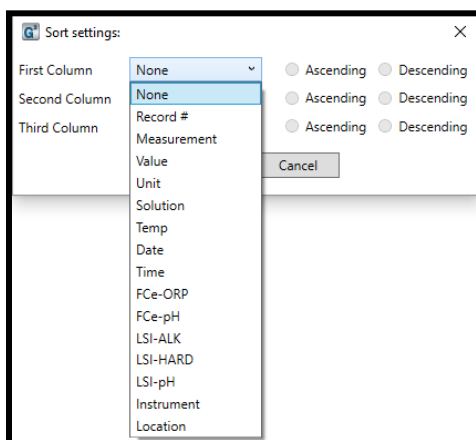 G³ Sort settings:
First Column None Ascending Descending
Second Column Ascending Descending
Third Column Ascending Descending
Cancel
None
Record #
Measurement
Value
Unit
Solution
Temp
Date
Time
FCe-ORP
FCe-pH
LSI-ALK
LSI-HARD
LSI-pH
Instrument
Location